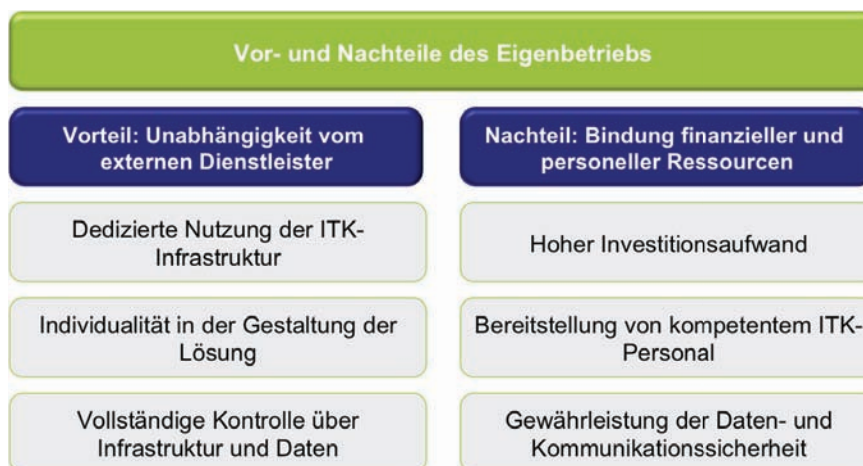 Vor- und Nachteile des Eigenbetriebs
Vorteil: Unabhängigkeit vom
externen Dienstleister
Dedizierte Nutzung der ITK-
Infrastruktur
Individualität in der Gestaltung der
Lösung
Vollständige Kontrolle über
Infrastruktur und Daten
Nachteil: Bindung finanzieller und
personeller Ressourcen
Hoher Investitionsaufwand
Bereitstellung von kompetentem ITK-
Personal
Gewährleistung der Daten- und
Kommunikationssicherheit